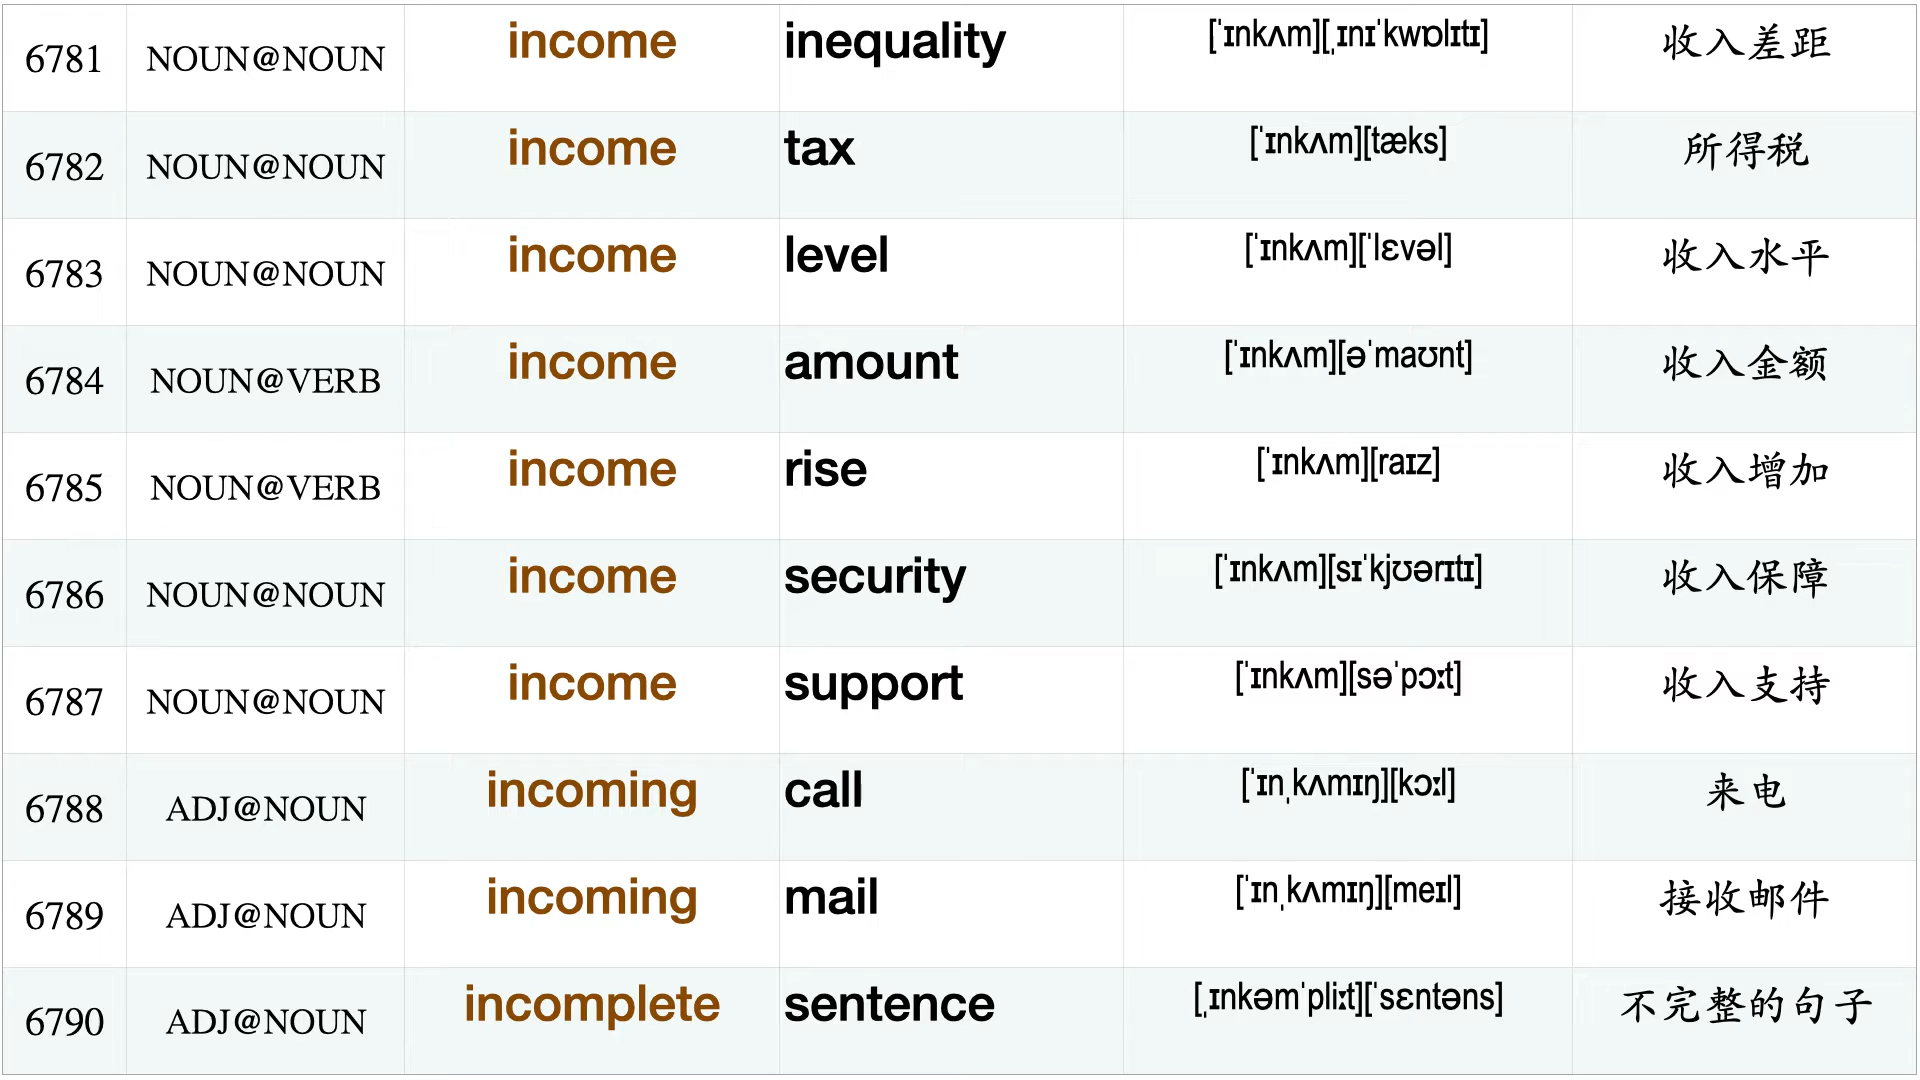 6781 NOUN@NOUN income inequality [ˈɪnkʌm][ˌɪnɪˈkwɒlɪtɪ] 收入差距
6782 NOUN@NOUN income tax [ˈɪnkʌm][tæks] 所得税
6783 NOUN@NOUN income level [ˈɪnkʌm][ˈlɛvəl] 收入水平
6784 NOUN@VERB income amount [ˈɪnkʌm][əˈmaʊnt] 收入金额
6785 NOUN@VERB income rise [ˈɪnkʌm][raɪz] 收入增加
6786 NOUN@NOUN income security [ˈɪnkʌm][sɪˈkjʊərɪtɪ] 收入保障
6787 NOUN@NOUN income support [ˈɪnkʌm][səˈpɔːt] 收入支持
6788 ADJ@NOUN incoming call [ˈɪnˌkʌmɪŋ][kɔːl] 来电
6789 ADJ@NOUN incoming mail [ˈɪnˌkʌmɪŋ][meɪl] 接收邮件
6790 ADJ@NOUN incomplete sentence [ˌɪnkəmˈpliːt][ˈsɛntəns] 不完整的句子